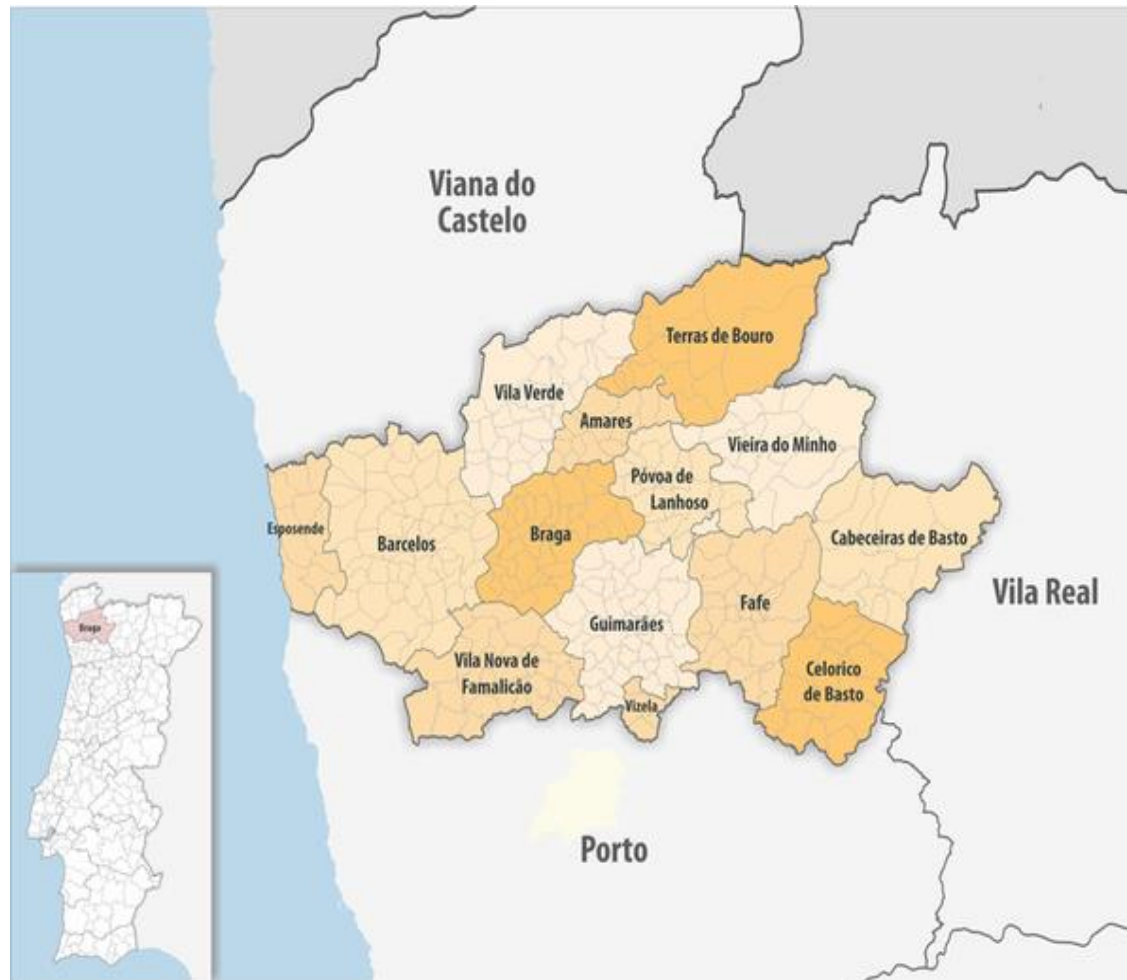 Viana do
Castelo
Terras de Bouro
Vila Verde
Amares
Vieira do Minho
Póvoa de
Lanhoso
Esposende
Barcelos
Braga
Cabeceiras de Basto
Vila Real
Fafe
Guimarães
Vila Nova de
Famalicão
Celorico
de Basto
Vizela
Braga
Porto